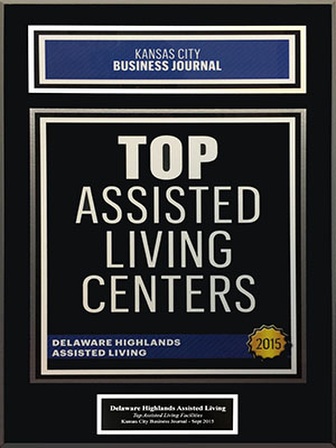 KANSAS CITY
BUSINESS JOURNAL
TOP
ASSISTED
LIVING
CENTERS
DELAWARE HIGHLANDS
ASSISTED LIVING
2015
Delaware Highlands Assisted Living
Top Assisted Living Facilities
Kansas City Business Journal - Sept 2015